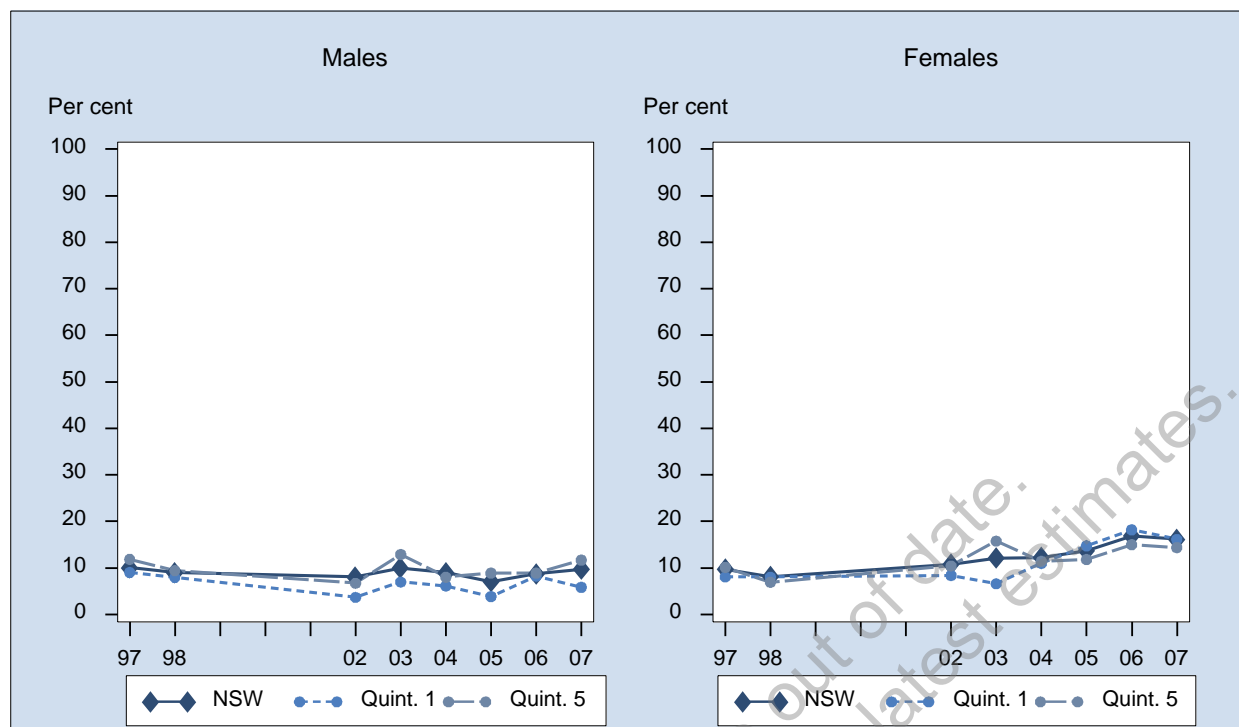 Males
Per cent
100
90
80
70
60
50
40
30
20
10
0
97 98 02 03 04 05 06 07
NSW Quint. 1 Quint. 5
Females
Per cent
100
90
80
70
60
50
40
30
20
10
0
97 98 02 03 04 05 06 07
NSW Quint. 1 Quint. 5
out of date.
latest estimates.